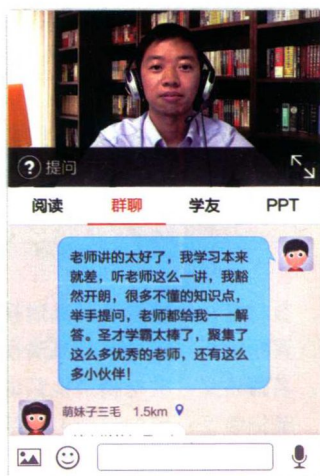 ? 提问
阅读 群聊 学友 PPT
老师讲的太好了，我学习本来
就差，听老师这么一讲，我豁
然开朗，很多不懂的知识点，
举手提问，老师都给我一一解
答。圣才学霸太棒了，聚集了
这么多优秀的老师，还有这么
多小伙伴！
萌妹子三毛 1.5km